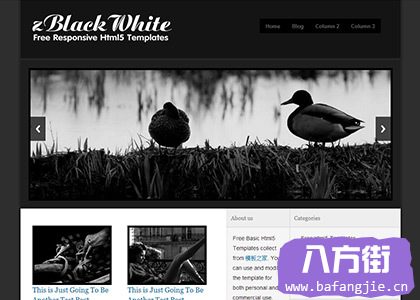 zBlackWhite
Free Responsive Html5 Templates
Home Blog Column 2 Column 3
This is Just Going To Be
Another Test Post
This is Just Going To Be
Another Test Post
About us
Free Basic Html5
Templates collect
from 模板之家. You
can use and modify
the template for
both personal and
commercial use.
Categories
八方街
www.bafangjie.cn